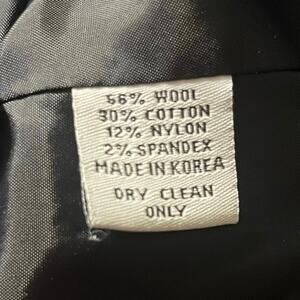 56% WOOL
30% COTTON
12% NYLON
2% SPANDEX
MADE IN KOREA
DRY CLEAN
ONLY